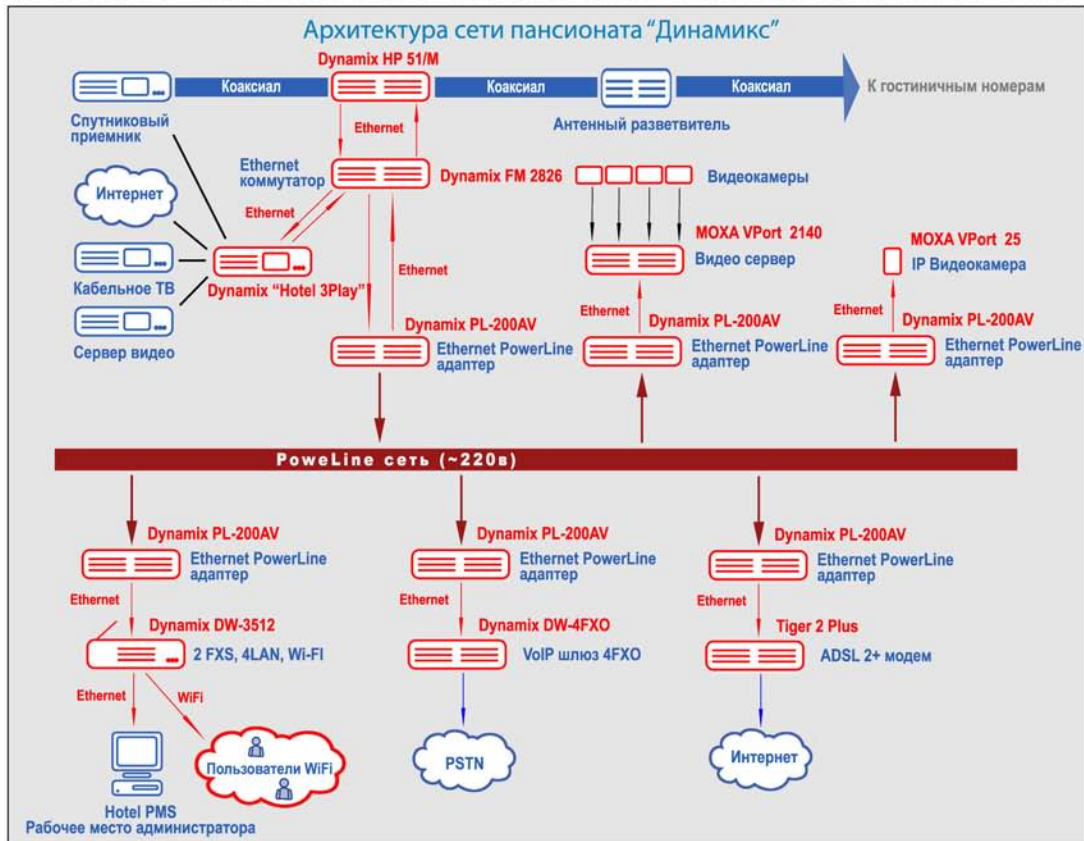 Архитектура сети пансионата “Динамикс”
Dynamix HP 51/M
Коаксиал
Коаксиал
Коаксиал
К гостиничным номерам
Спутниковый
приемник
Ethernet
Антенный разветвитель
Ethernet
коммутатор
Dynamix FM 2826
Видеокамеры
Интернет
Ethernet
MOXA VPort 2140
Видео сервер
MOXA VPort 25
IP Видеокамера
Ethernet
Кабельное ТВ
Dynamix “Hotel 3Play”
Ethernet
Ethernet
Сервер видео
Dynamix PL-200AV
Ethernet PowerLine
адаптер
Dynamix PL-200AV
Ethernet PowerLine
адаптер
Dynamix PL-200AV
Ethernet PowerLine
адаптер
PoweLine сеть (~220в)
Dynamix PL-200AV
Ethernet PowerLine
адаптер
Dynamix PL-200AV
Ethernet PowerLine
адаптер
Dynamix PL-200AV
Ethernet PowerLine
адаптер
Ethernet
Ethernet
Ethernet
Dynamix DW-3512
2 FXS, 4LAN, Wi-FI
Dynamix DW-4FXO
VoIP шлюз 4FXO
Tiger 2 Plus
ADSL 2+ модем
Ethernet
WiFi
Пользователи WiFi
PSTN
Интернет
Hotel PMS
Рабочее место администратора